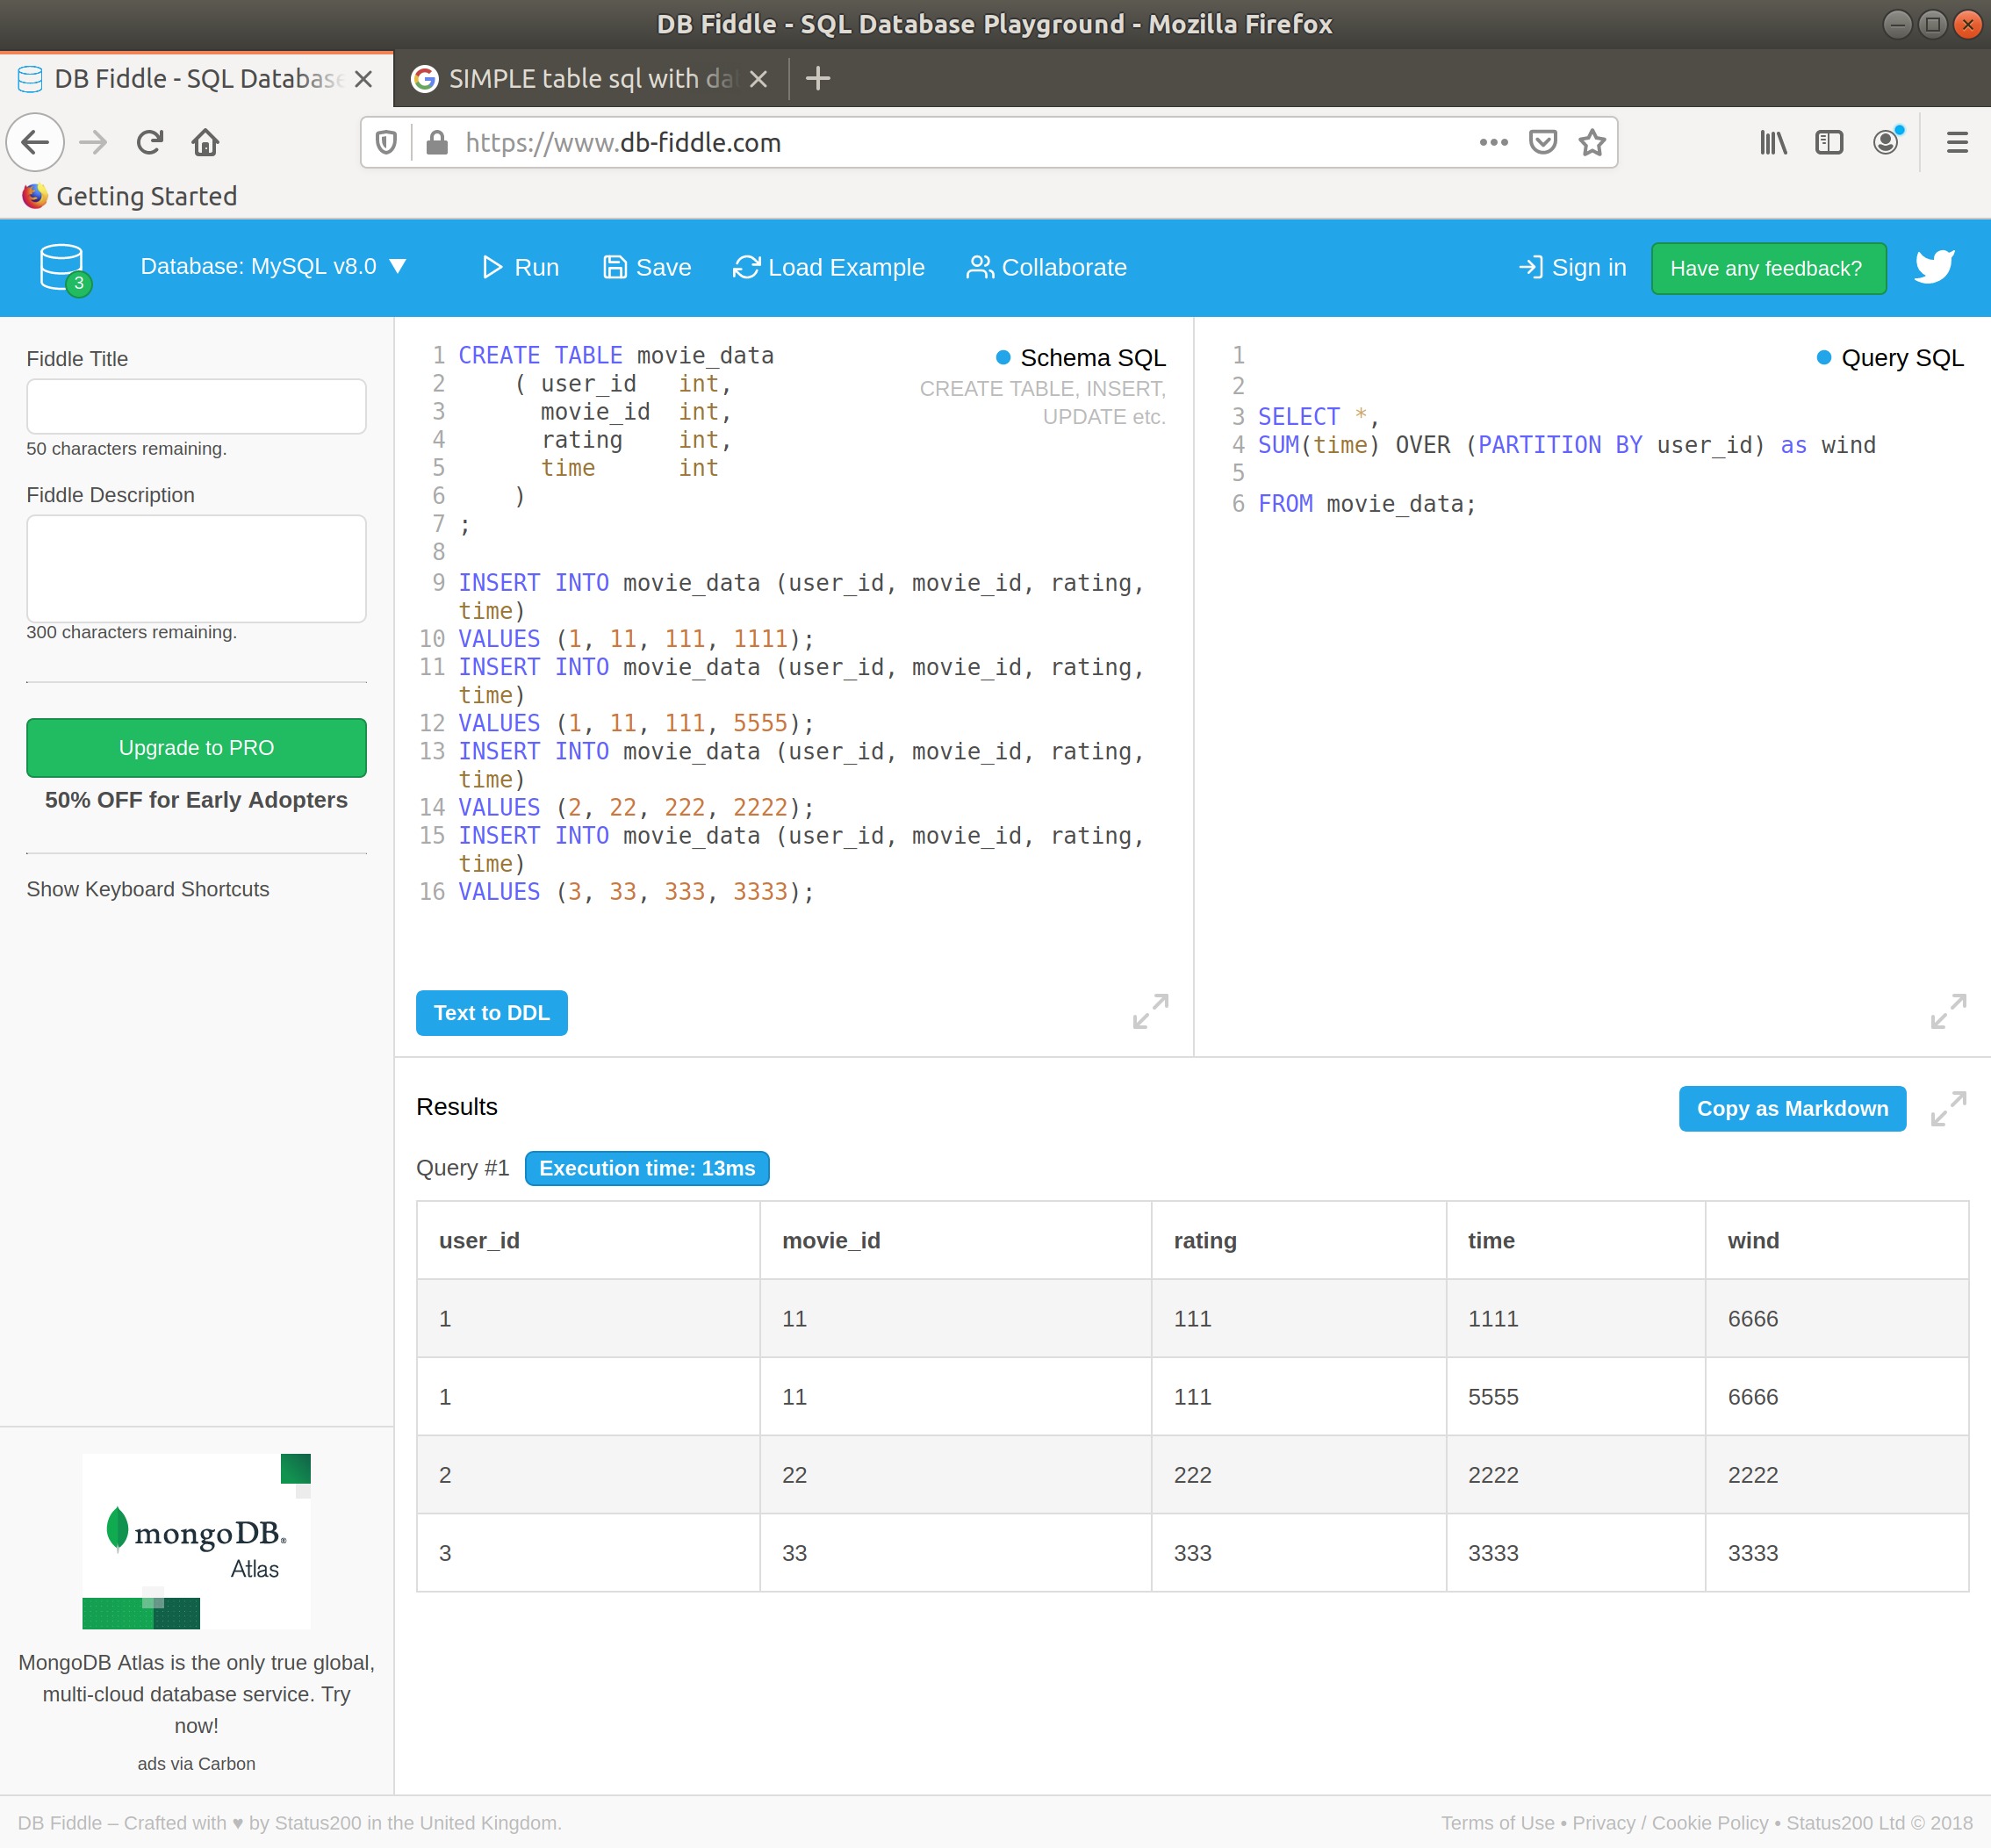 DB Fiddle - SQL Database Playground - Mozilla Firefox
DB Fiddle - SQL Database
SIMPLE table sql with da
https://www.db-fiddle.com
Getting Started
3
Database: MySQL v8.0 ▼
Run
Save
Load Example
Collaborate
Sign in
Have any feedback?
Fiddle Title
50 characters remaining.
Fiddle Description
300 characters remaining.
Upgrade to PRO
50% OFF for Early Adopters
Show Keyboard Shortcuts
Schema SQL
CREATE TABLE, INSERT,
UPDATE etc.
1 CREATE TABLE movie_data
2 ( user_id int,
3 movie_id int,
4 rating int,
5 time int
6 )
7 ;
8
9 INSERT INTO movie_data (user_id, movie_id, rating,
time)
10 VALUES (1, 11, 111, 1111);
11 INSERT INTO movie_data (user_id, movie_id, rating,
time)
12 VALUES (1, 11, 111, 5555);
13 INSERT INTO movie_data (user_id, movie_id, rating,
time)
14 VALUES (2, 22, 222, 2222);
15 INSERT INTO movie_data (user_id, movie_id, rating,
time)
16 VALUES (3, 33, 333, 3333);
Text to DDL
Query SQL
1
2
3 SELECT *,
4 SUM(time) OVER (PARTITION BY user_id) as wind
5
6 FROM movie_data;
Results
Copy as Markdown
Query #1 Execution time: 13ms
user_id movie_id rating time wind
1 11 111 1111 6666
1 11 111 5555 6666
2 22 222 2222 2222
3 33 333 3333 3333
mongoDB®
Atlas
MongoDB Atlas is the only true global,
multi-cloud database service. Try
now!
ads via Carbon
DB Fiddle – Crafted with ♥ by Status200 in the United Kingdom.
Terms of Use • Privacy / Cookie Policy • Status200 Ltd © 2018